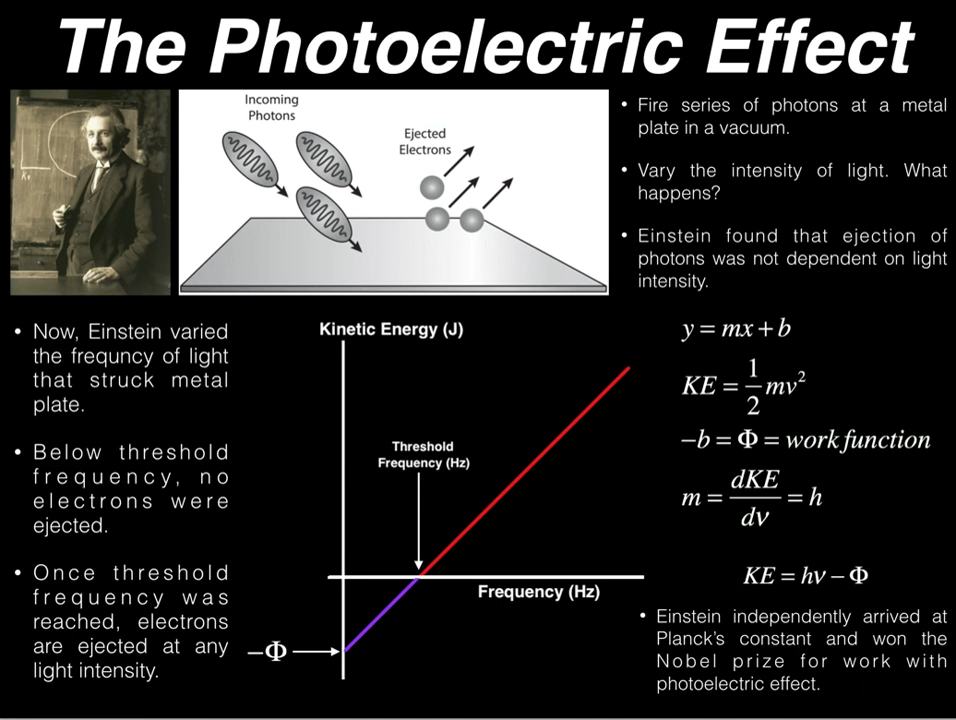 The Photoelectric Effect
Incoming
Photons
Ejected
Electrons
• Fire series of photons at a metal
plate in a vacuum.
• Vary the intensity of light. What
happens?
• Einstein found that ejection of
photons was not dependent on light
intensity.
• Now, Einstein varied
the frequncy of light
that struck metal
plate.
• Below threshold
frequency, no
electrons were
ejected.
• Once threshold
frequency was
reached, electrons
are ejected at any
light intensity.
Kinetic Energy (J)
Threshold
Frequency (Hz)
Frequency (Hz)
−Φ
y = mx + b
KE = 1/2 mv²
−b = Φ = work function
m = dKE/dν = h
KE = hν − Φ
• Einstein independently arrived at
Planck's constant and won the
Nobel prize for work with
photoelectric effect.